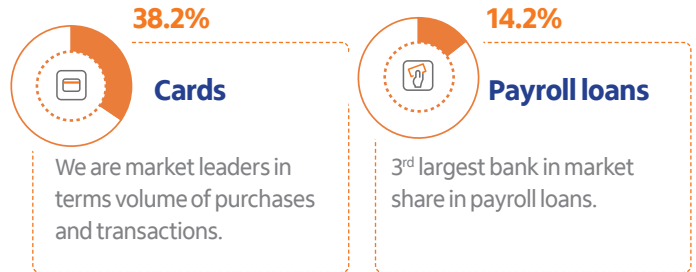 38.2%
Cards
We are market leaders in
terms volume of purchases
and transactions.
14.2%
Payroll loans
3rd largest bank in market
share in payroll loans.